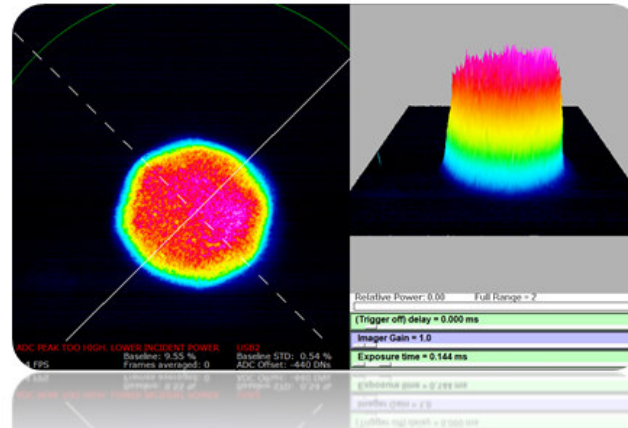 ADC PEAK TOO HIGH. LOWER INCIDENT POWER USB2
Baseline: 9.55 % Baseline STD: 0.54 %
FPS Frames averaged: 0 ADC Offset: -440 DNs
Relative Power: 0.00 Full Range = 2
(Trigger off) delay = 0.000 ms
Imager Gain = 1.0
Exposure time = 0.144 ms